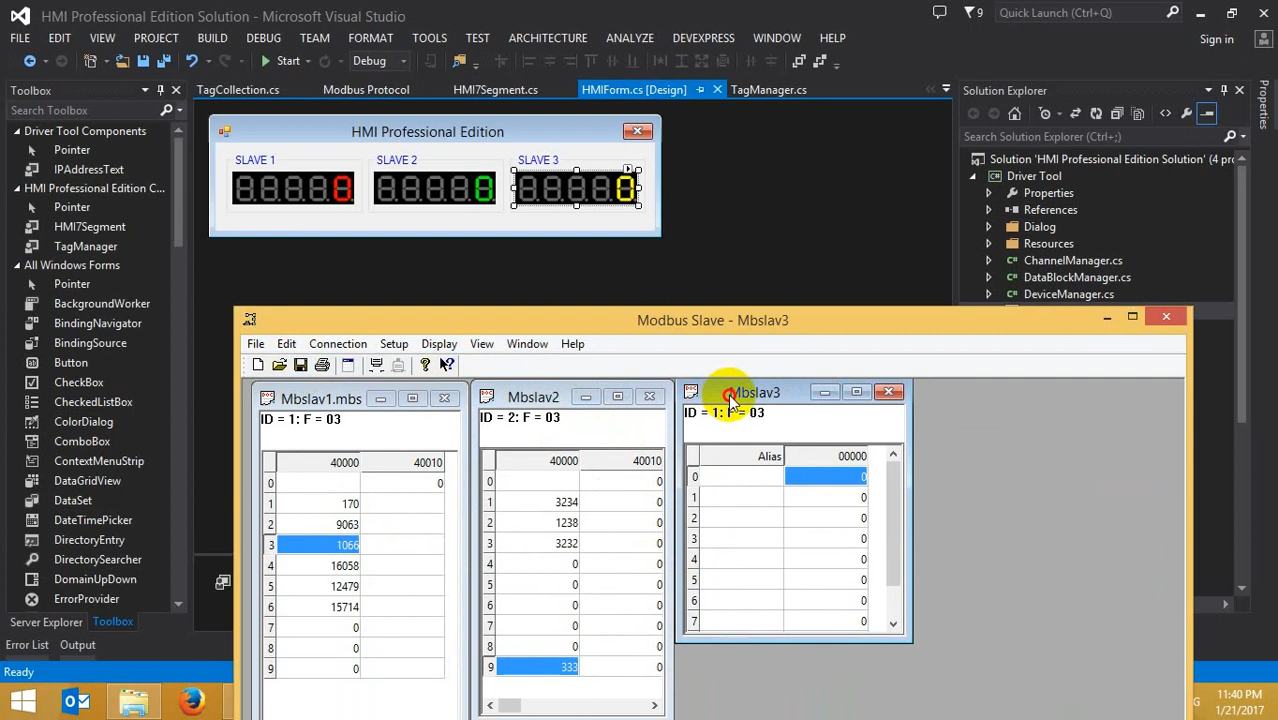 HMI Professional Edition Solution - Microsoft Visual Studio
9
Quick Launch (Ctrl+Q)
FILE EDIT VIEW PROJECT BUILD DEBUG TEAM FORMAT TOOLS TEST ARCHITECTURE ANALYZE DEVEXPRESS WINDOW HELP
Sign in
Start
Debug
Toolbox
Search Toolbox
Driver Tool Components
Pointer
IPAddressText
HMI Professional Edition C...
Pointer
HMI7Segment
TagManager
All Windows Forms
Pointer
BackgroundWorker
BindingNavigator
BindingSource
Button
CheckBox
CheckedListBox
ColorDialog
ComboBox
ContextMenuStrip
DataGridView
DataSet
DateTimePicker
DirectoryEntry
DirectorySearcher
DomainUpDown
ErrorProvider
Server Explorer
Toolbox
Error List
Output
Ready
TagCollection.cs
Modbus Protocol
HMI7Segment.cs
HMIForm.cs [Design]
TagManager.cs
HMI Professional Edition
SLAVE 1
SLAVE 2
SLAVE 3
0
0
0
Solution Explorer
Search Solution Explorer
Solution 'HMI Professional Edition Solution' (4 pro
Driver Tool
Properties
References
Dialog
Resources
ChannelManager.cs
DataBlockManager.cs
DeviceManager.cs
Properties
Modbus Slave - Mbslav3
File Edit Connection Setup Display View Window Help
Mbslav1.mbs
ID = 1: F = 03
40000 40010
0 0
1 170
2 9063
3 1066
4 16058
5 12479
6 15714
7 0
8 0
9 0
Mbslav2
ID = 2: F = 03
40000 40010
0 0
1 3234 0
2 1238 0
3 3232 0
4 0 0
5 0 0
6 0 0
7 0 0
8 0 0
9 333 0
Mbslav3
ID = 1: F = 03
Alias 00000
0 0
1 0
2 0
3 0
4 0
5 0
6 0
7 0
11:40 PM
1/21/2017